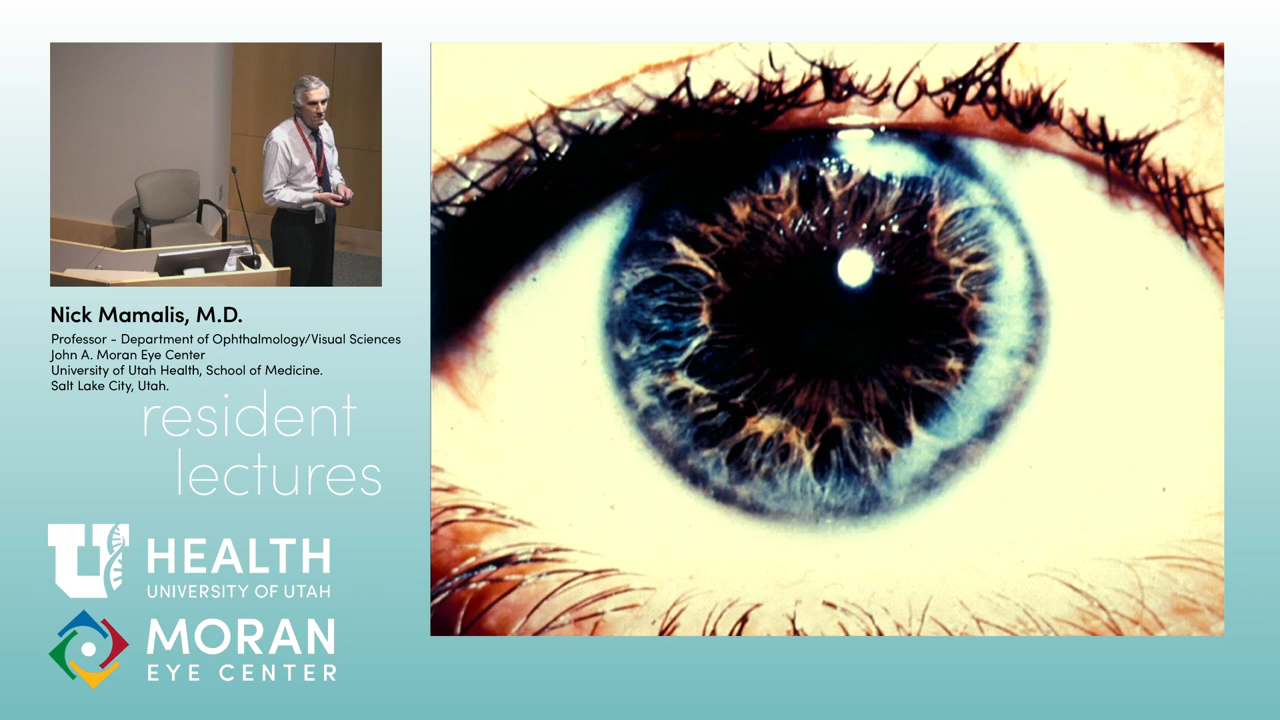 Nick Mamalis, M.D.
Professor - Department of Ophthalmology/Visual Sciences
John A. Moran Eye Center
University of Utah Health, School of Medicine.
Salt Lake City, Utah.
resident
lectures
U HEALTH
UNIVERSITY OF UTAH
MORAN
EYE CENTER